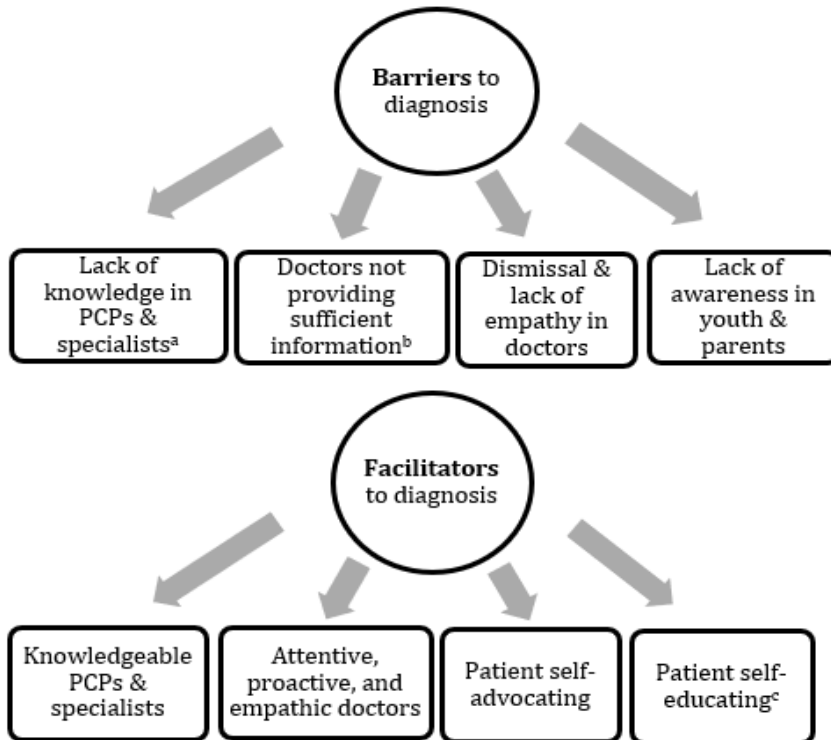 Barriers to
diagnosis
Lack of
knowledge in
PCPs &
specialistsᵃ
Doctors not
providing
sufficient
informationᵇ
Dismissal &
lack of
empathy in
doctors
Lack of
awareness in
youth &
parents
Facilitators
to diagnosis
Knowledgeable
PCPs &
specialists
Attentive,
proactive, and
empathic doctors
Patient self-
advocating
Patient self-
educatingᶜ